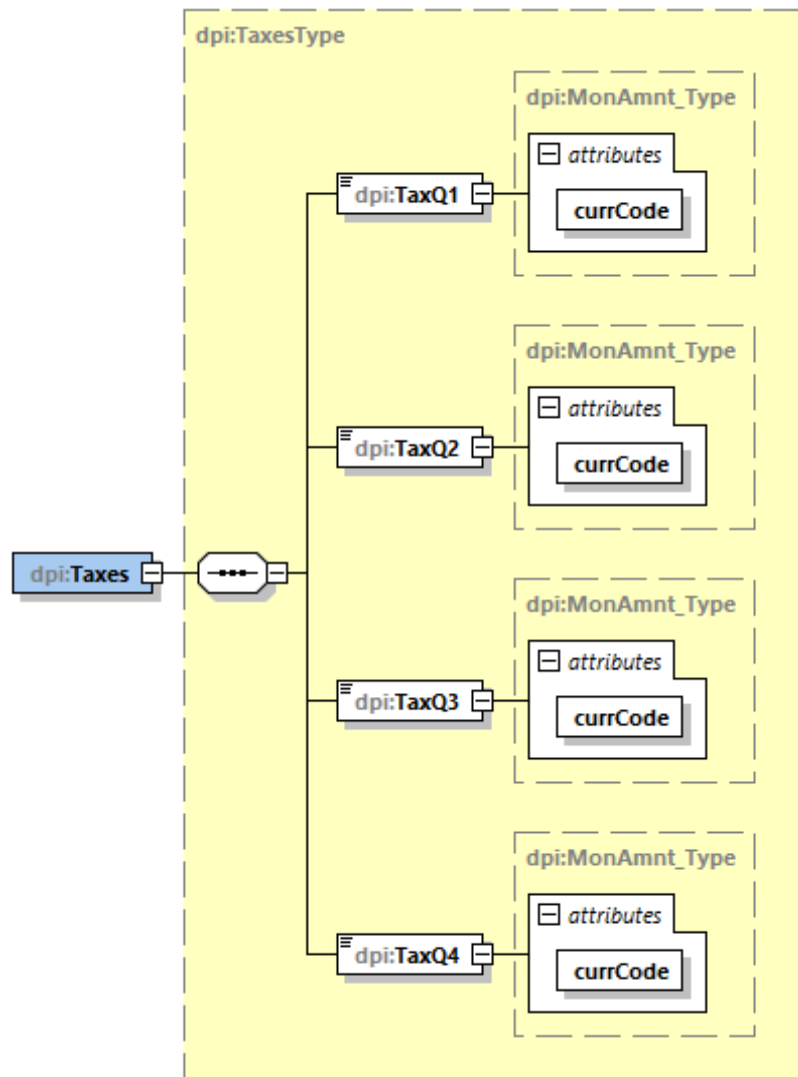 dpi:TaxesType
dpi:MonAmnt_Type
attributes
dpi:TaxQ1
currCode
dpi:MonAmnt_Type
attributes
dpi:TaxQ2
currCode
dpi:Taxes
dpi:MonAmnt_Type
attributes
dpi:TaxQ3
currCode
dpi:MonAmnt_Type
attributes
dpi:TaxQ4
currCode